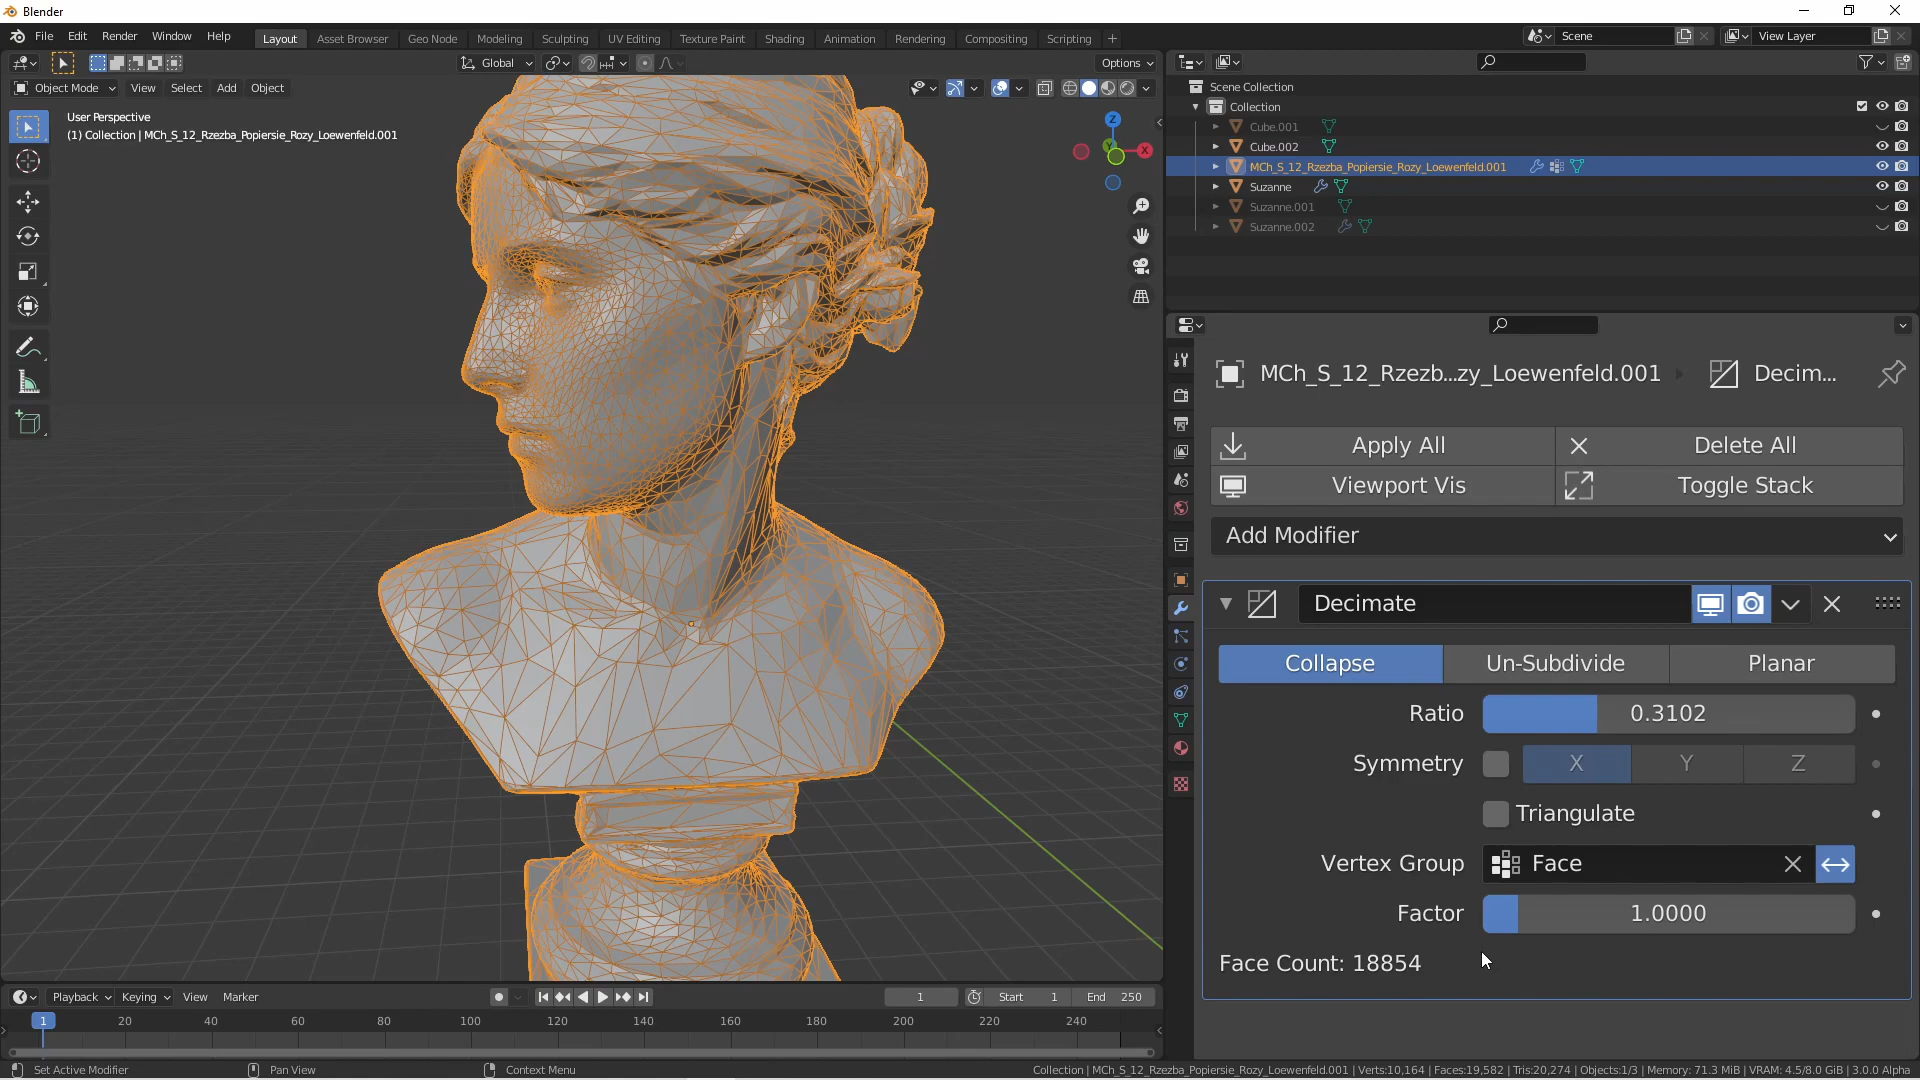 Blender
File Edit Render Window Help Layout Asset Browser Geo Node Modeling Sculpting UV Editing Texture Paint Shading Animation Rendering Compositing Scripting + Scene View Layer
Global Options
Object Mode View Select Add Object
User Perspective
(1) Collection | MCh_S_12_Rzezba_Popiersie_Rozy_Loewenfeld.001
Z
Y
X
Scene Collection
Collection
Cube.001
Cube.002
MCh_S_12_Rzezba_Popiersie_Rozy_Loewenfeld.001
Suzanne
Suzanne.001
Suzanne.002
MCh_S_12_Rzezb...zy_Loewenfeld.001 Decim...
Apply All Delete All
Viewport Vis Toggle Stack
Add Modifier
Decimate
Collapse Un-Subdivide Planar
Ratio 0.3102
Symmetry X Y Z
Triangulate
Vertex Group Face
Factor 1.0000
Face Count: 18854
Playback Keying View Marker 1 Start 1 End 250
1 20 40 60 80 100 120 140 160 180 200 220 240
Set Active Modifier Pan View Context Menu Collection | MCh_S_12_Rzezba_Popiersie_Rozy_Loewenfeld.001 | Verts:10,164 | Faces:19,582 | Tris:20,274 | Objects:1/3 | Memory: 71.3 MiB | VRAM: 4.5/8.0 GiB | 3.0.0 Alpha